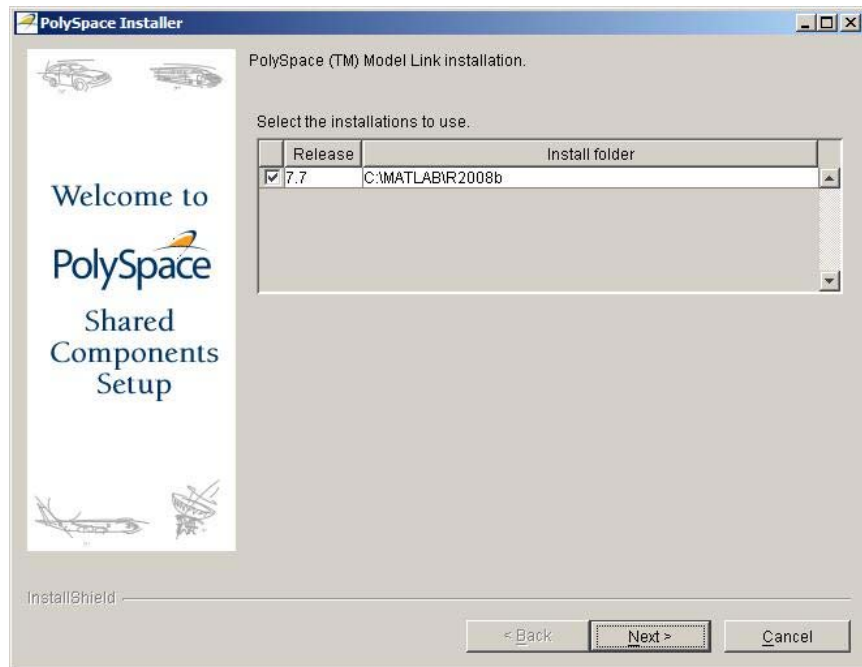 PolySpace Installer
PolySpace (TM) Model Link installation.
Select the installations to use.
Release Install folder
7.7 C:\MATLAB\R2008b
Welcome to
PolySpace
Shared
Components
Setup
InstallShield
< Back Next > Cancel